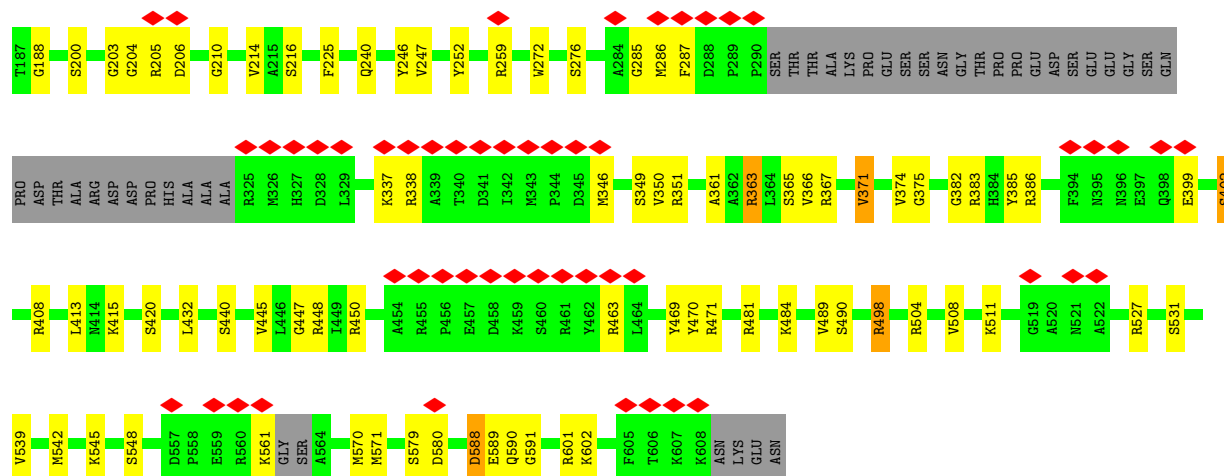 T187 G188 S200 G203 G204 R205 D206 G210 V214 A215 S216 F225 Q240 Y246 V247 Y252 R259 W272 S276 A284 G285 M286 F287 D288 P289 P290 SER THR THR ALA LYS PRO GLU SER SER ASN GLY THR PRO PRO GLU ASP SER GLU GLU GLY SER GLN
PRO ASP THR ALA ARG ASP ASP PRO HIS ALA ALA ALA R325 M326 H327 D328 L329 K337 R338 A339 T340 D341 I342 M343 P344 D345 M346 S349 V350 R351 A361 A362 R363 L364 S365 V366 R367 V371 V374 G375 G382 R383 H384 Y385 R386 F394 N395 N396 E397 Q398 E399
R408 L413 N414 K415 S420 L432 S440 V445 L446 G447 R448 I449 R450 A454 R455 P456 E457 D458 K459 S460 R461 Y462 R463 L464 Y469 Y470 R471 R481 K484 V489 S490 R498 R504 V508 K511 G519 A520 N521 A522 R527 S531
V539 M542 K545 S548 D557 P558 E559 R560 K561 GLY SER A564 M570 M571 S579 D580 D588 E589 Q590 G591 R601 K602 F605 T606 K607 K608 ASN LYS GLU ASN